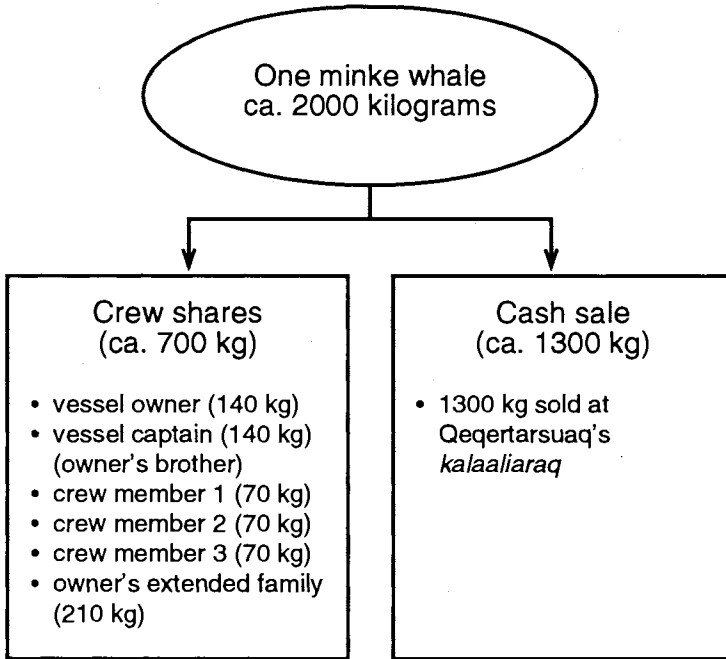 One minke whale
ca. 2000 kilograms
Crew shares
(ca. 700 kg)
• vessel owner (140 kg)
• vessel captain (140 kg)
(owner's brother)
• crew member 1 (70 kg)
• crew member 2 (70 kg)
• crew member 3 (70 kg)
• owner's extended family
(210 kg)
Cash sale
(ca. 1300 kg)
• 1300 kg sold at
Qeqertarsuaq's
kalaaliaraq